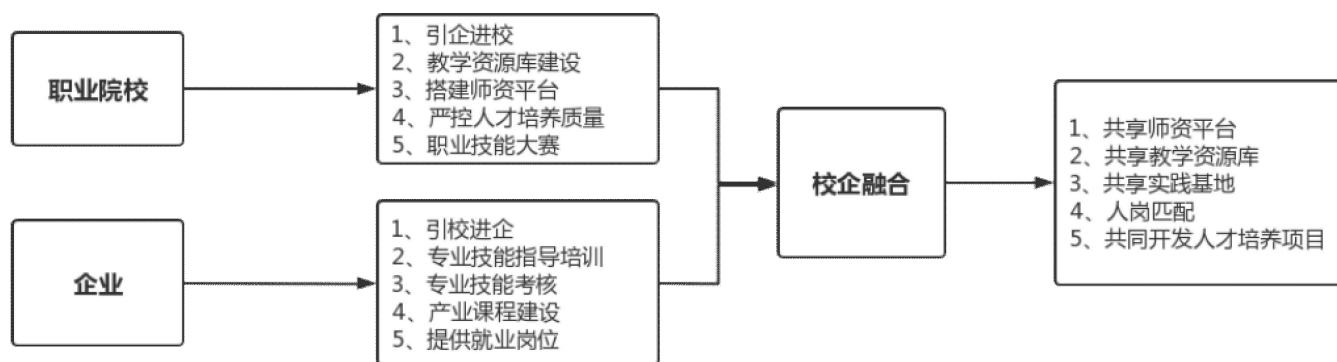 职业院校
1、引企进校
2、教学资源库建设
3、搭建师资平台
4、严控人才培养质量
5、职业技能大赛
企业
1、引校进企
2、专业技能指导培训
3、专业技能考核
4、产业课程建设
5、提供就业岗位
校企融合
1、共享师资平台
2、共享教学资源库
3、共享实践基地
4、人岗匹配
5、共同开发人才培养项目